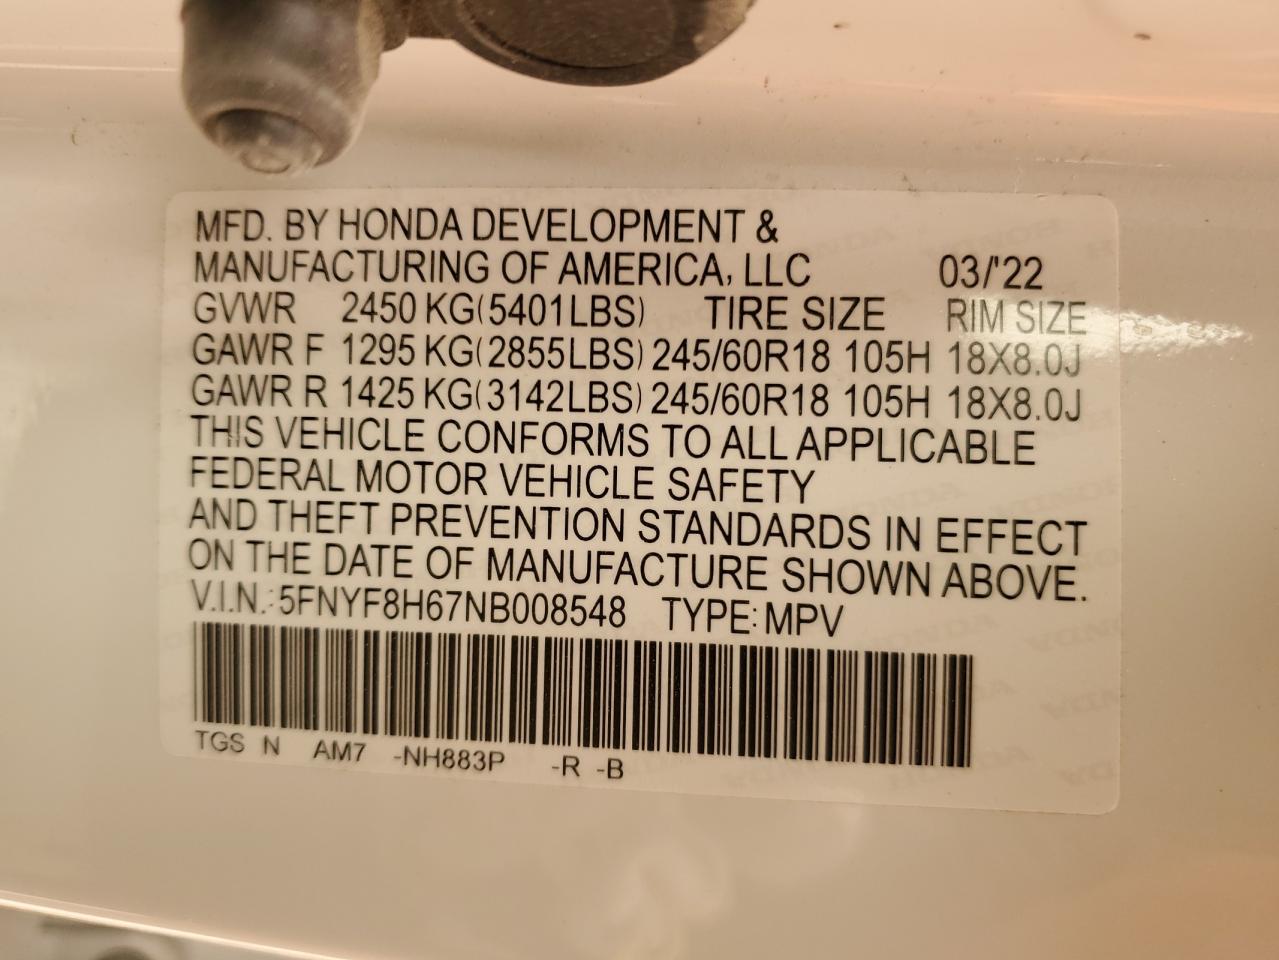 MFD. BY HONDA DEVELOPMENT &
MANUFACTURING OF AMERICA, LLC 03/'22
GVWR 2450 KG(5401LBS) TIRE SIZE RIM SIZE
GAWR F 1295 KG(2855LBS) 245/60R18 105H 18X8.0J
GAWR R 1425 KG(3142LBS) 245/60R18 105H 18X8.0J
THIS VEHICLE CONFORMS TO ALL APPLICABLE
FEDERAL MOTOR VEHICLE SAFETY
AND THEFT PREVENTION STANDARDS IN EFFECT
ON THE DATE OF MANUFACTURE SHOWN ABOVE.
V.I.N.: 5FNYF8H67NB008548 TYPE: MPV
TGS N AM7 -NH883P -R -B